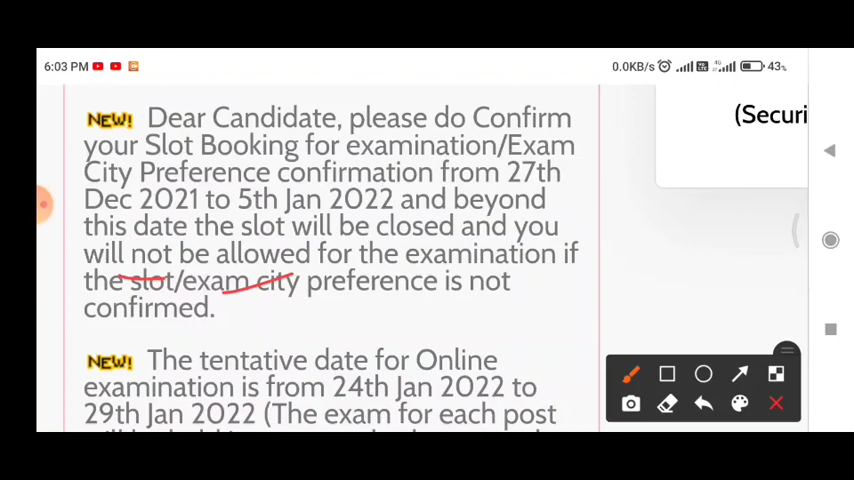 6:03 PM
0.0KB/s
4G
43%
NEW! Dear Candidate, please do Confirm
your Slot Booking for examination/Exam
City Preference confirmation from 27th
Dec 2021 to 5th Jan 2022 and beyond
this date the slot will be closed and you
will not be allowed for the examination if
the slot/exam city preference is not
confirmed.
NEW! The tentative date for Online
examination is from 24th Jan 2022 to
29th Jan 2022 (The exam for each post
(Securi